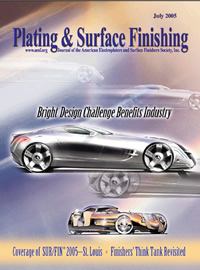 July 2005
Plating & Surface Finishing
www.aesf.org Journal of the American Electroplaters and Surface Finishers Society, Inc.
Bright Design Challenge Benefits Industry
Coverage of SUR/FIN® 2005—St. Louis • Finishers' Think Tank Revisited